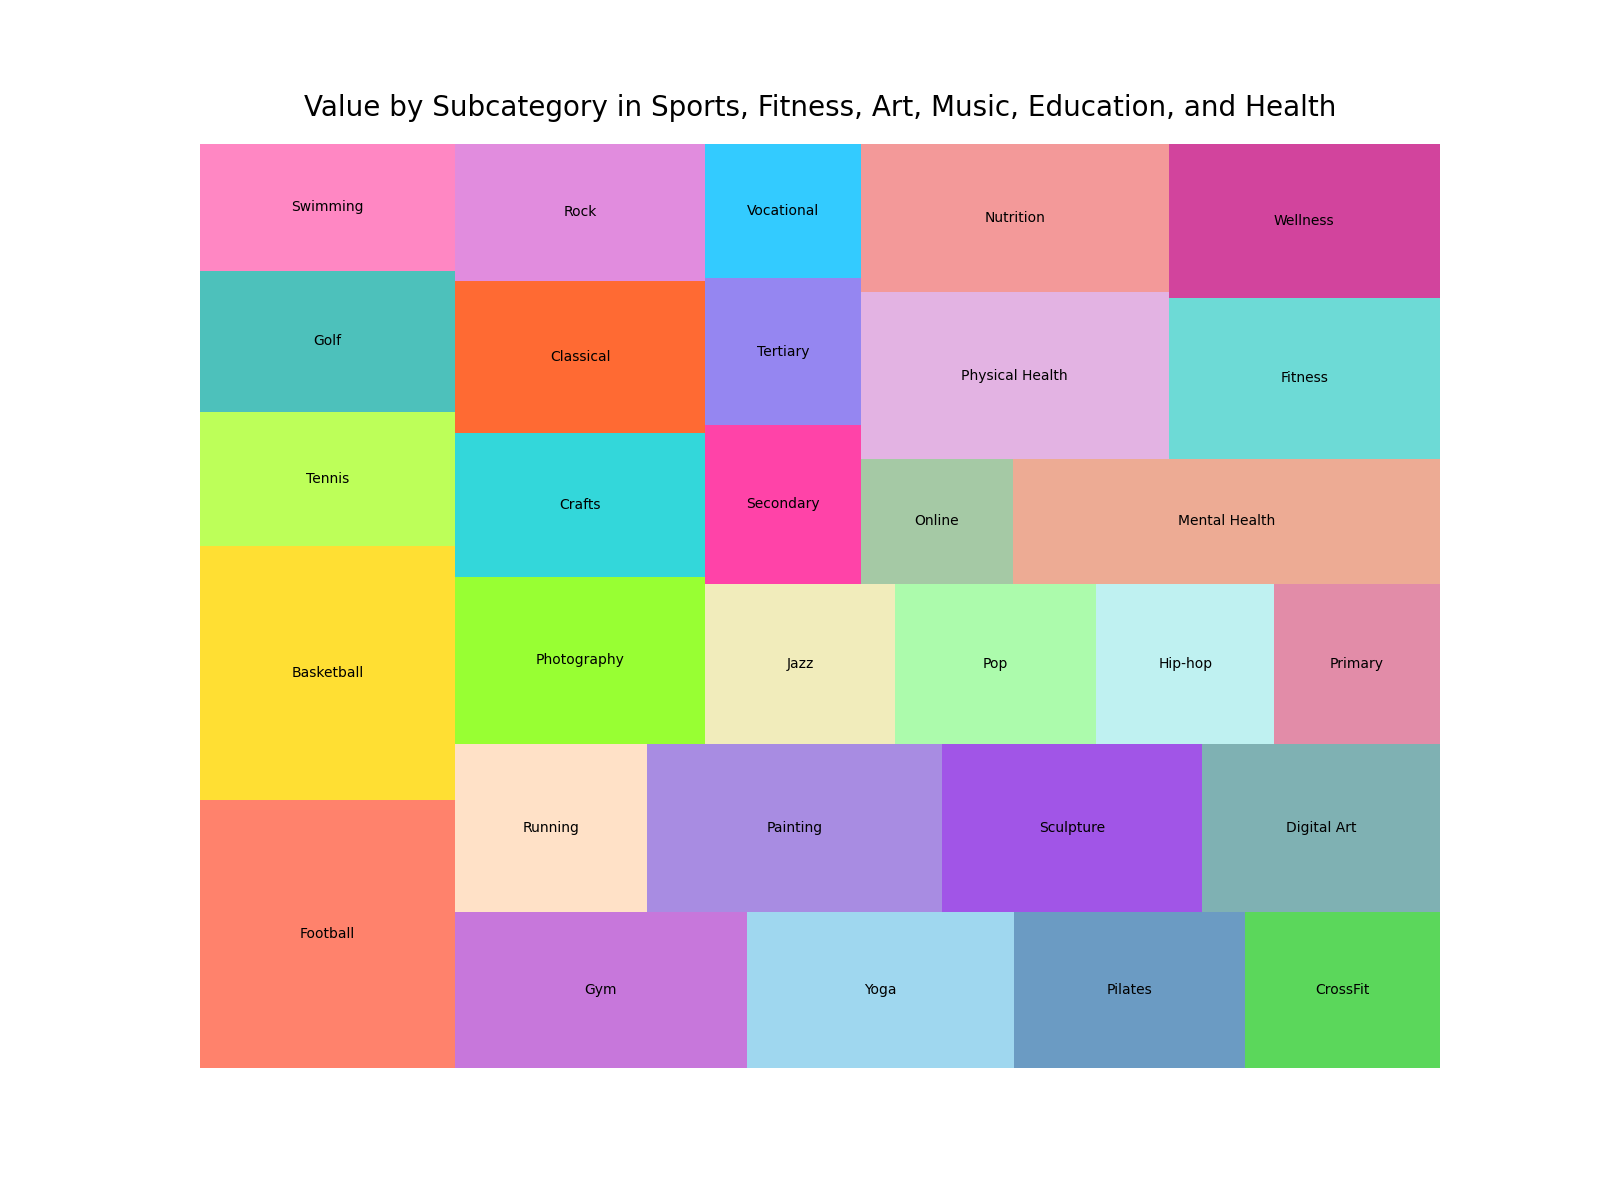 Value by Subcategory in Sports, Fitness, Art, Music, Education, and Health
Swimming
Rock
Vocational
Nutrition
Wellness
Golf
Classical
Tertiary
Physical Health
Fitness
Tennis
Crafts
Secondary
Online
Mental Health
Basketball
Photography
Jazz
Pop
Hip-hop
Primary
Football
Running
Painting
Sculpture
Digital Art
Gym
Yoga
Pilates
CrossFit